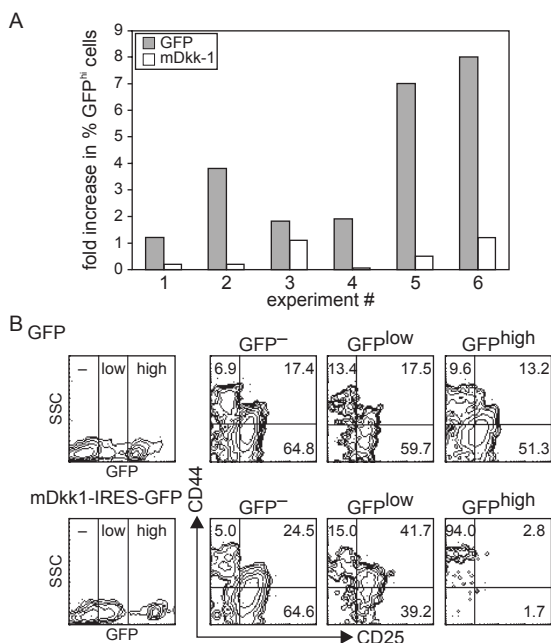 A
fold increase in % GFPhi cells
GFP
mDkk-1
9
8
7
6
5
4
3
2
1
0
1 2 3 4 5 6
experiment #
B
GFP
– low high
SSC
GFP
GFP– GFPlow GFPhigh
6.9 17.4 13.4 17.5 9.6 13.2
64.8 59.7 51.3
mDkk1-IRES-GFP
– low high
SSC
GFP
CD44
GFP– GFPlow GFPhigh
5.0 24.5 15.0 41.7 94.0 2.8
64.6 39.2 1.7
CD25